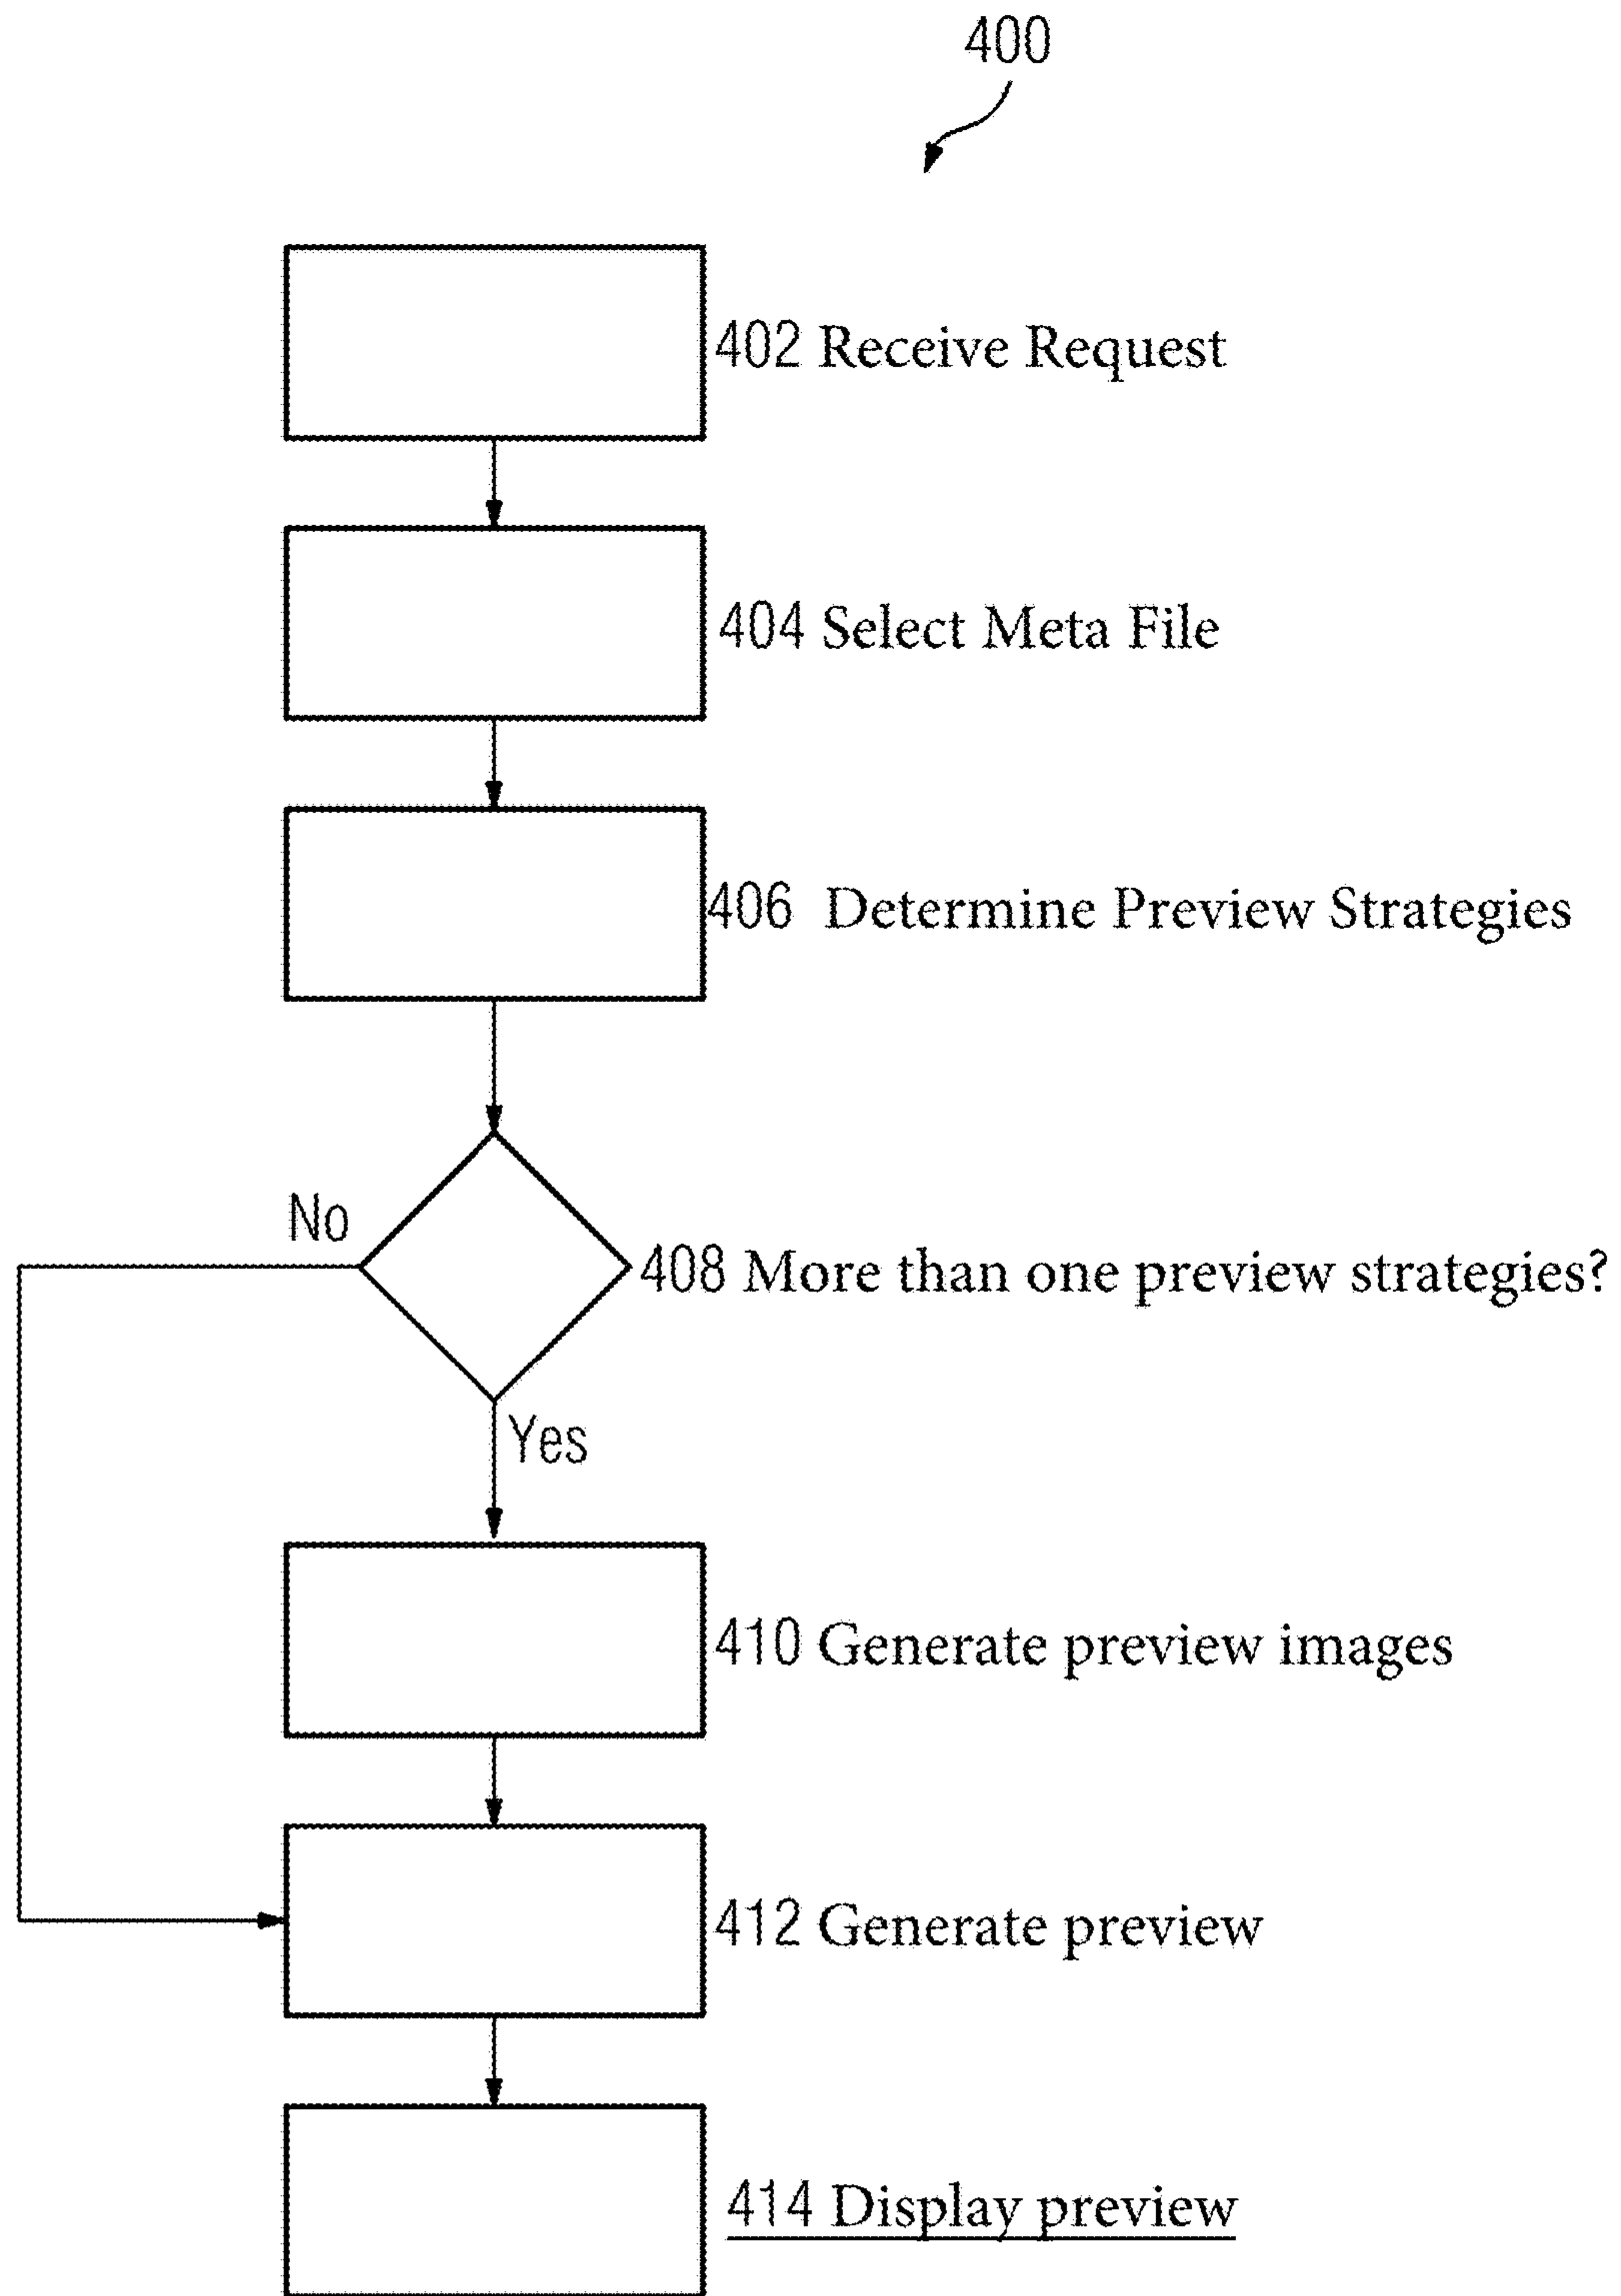 400
402 Receive Request
404 Select Meta File
406 Determine Preview Strategies
No
408 More than one preview strategies?
Yes
410 Generate preview images
412 Generate preview
414 Display preview